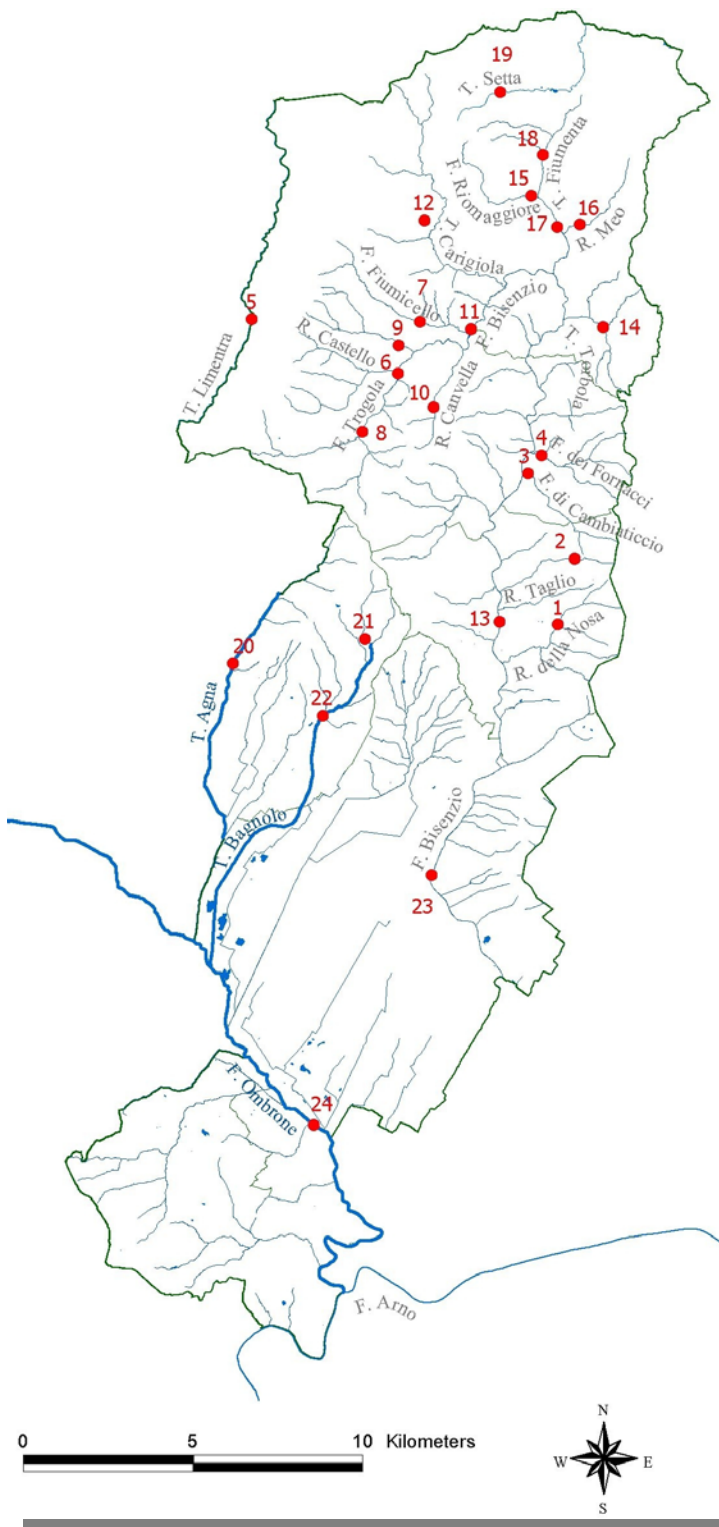 19
T. Setta
18
T. Fiumenta
15
F. Riomaggiore
12
17
16
R. Meo
T. Carigiola
F. Fiumicello
7
11
F. Bisenzio
5
9
R. Castello
6
T. Limentra
14
T. Torbola
10
R. Canvella
F. Trogola
8
4
F. dei Fornacci
3
F. di Cambiaticcio
2
R. Taglio
13
1
R. della Nosa
21
20
22
T. Agna
T. Bagnolo
F. Bisenzio
23
F. Ombrone
24
F. Arno
0 5 10 Kilometers
N
W E
S